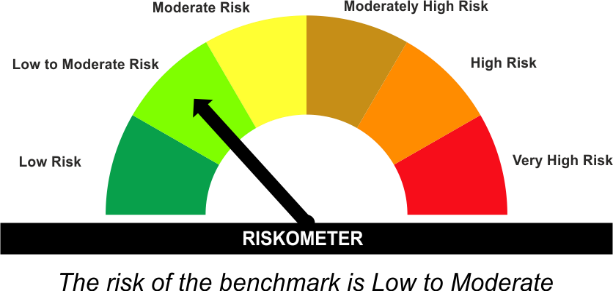 Moderate Risk
Moderately High Risk
Low to Moderate Risk
High Risk
Low Risk
Very High Risk
RISKOMETER
The risk of the benchmark is Low to Moderate